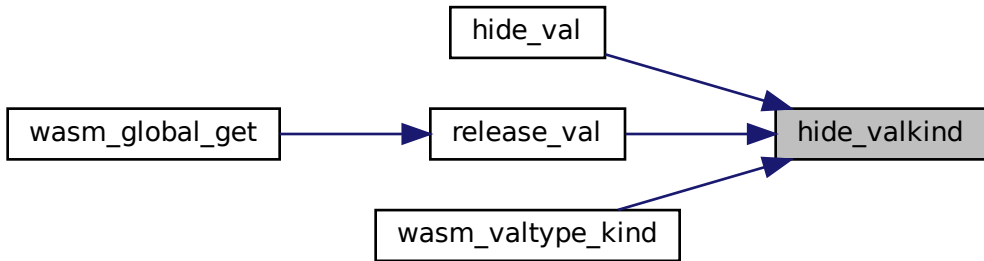 hide_val
wasm_global_get
release_val
hide_valkind
wasm_valtype_kind